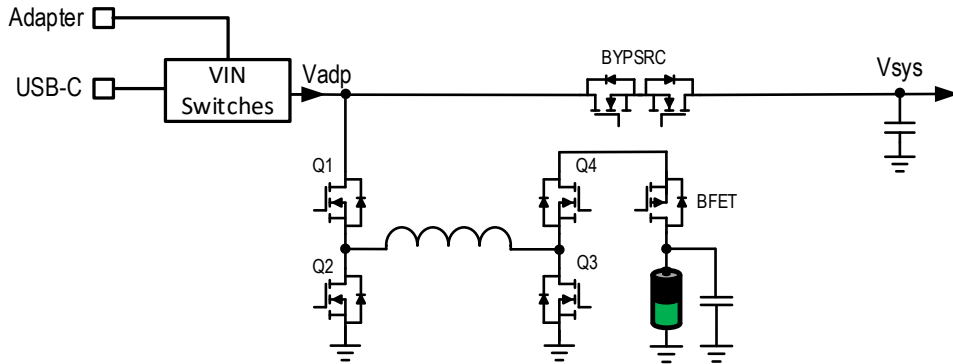 Adapter
USB-C
VIN
Switches
Vadp
BYPSRC
Vsys
Q1
Q4
BFET
Q2
Q3